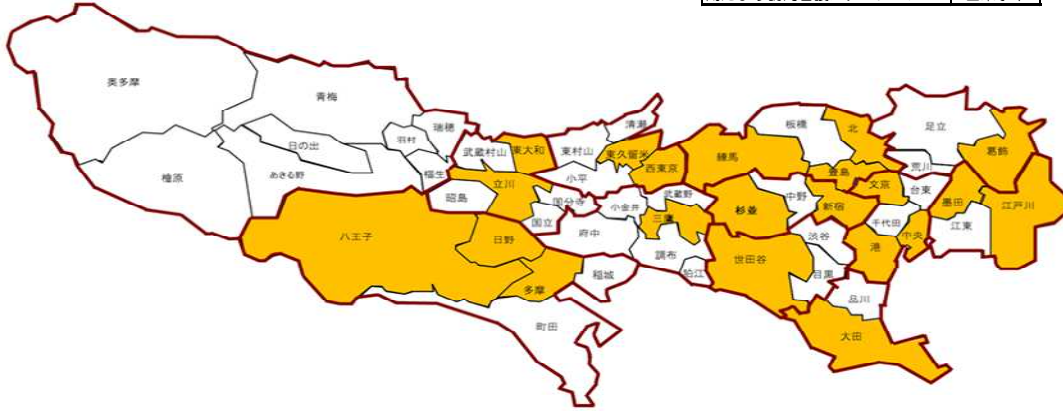 奥多摩
青梅
瑞穂
羽村
日の出
あきる野
檜原
福生
武蔵村山
東大和
東村山
清瀬
東久留米
西東京
小平
立川
昭島
国分寺
国立
小金井
武蔵野
三鷹
府中
調布
狛江
稲城
八王子
日野
多摩
町田
練馬
板橋
北
足立
葛飾
豊島
荒川
文京
台東
墨田
江戸川
杉並
中野
新宿
千代田
中央
江東
渋谷
港
世田谷
目黒
品川
大田